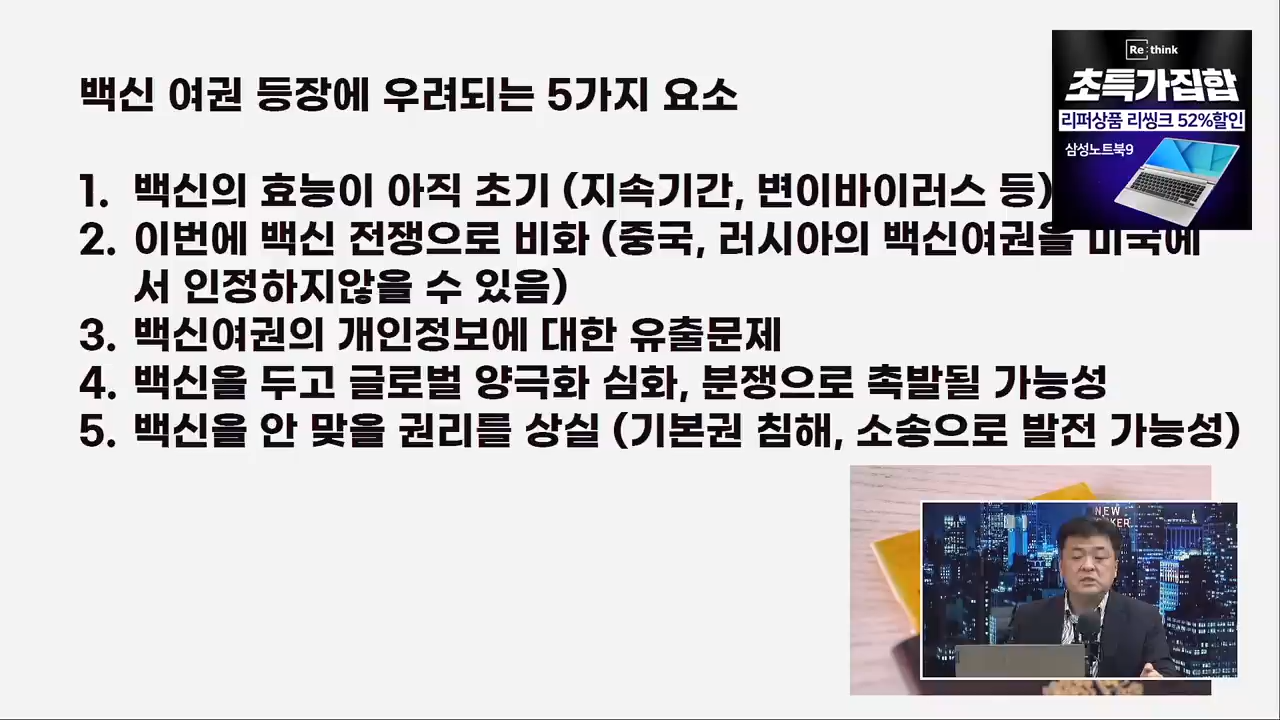 백신 여권 등장에 우려되는 5가지 요소
1. 백신의 효능이 아직 초기 (지속기간, 변이바이러스 등)
2. 이번에 백신 전쟁으로 비화 (중국, 러시아의 백신여권을 미국에
서 인정하지않을 수 있음)
3. 백신여권의 개인정보에 대한 유출문제
4. 백신을 두고 글로벌 양극화 심화, 분쟁으로 촉발될 가능성
5. 백신을 안 맞을 권리를 상실 (기본권 침해, 소송으로 발전 가능성)
Re:think
초특가집합
리퍼상품 리씽크 52%할인
삼성노트북9
NEW